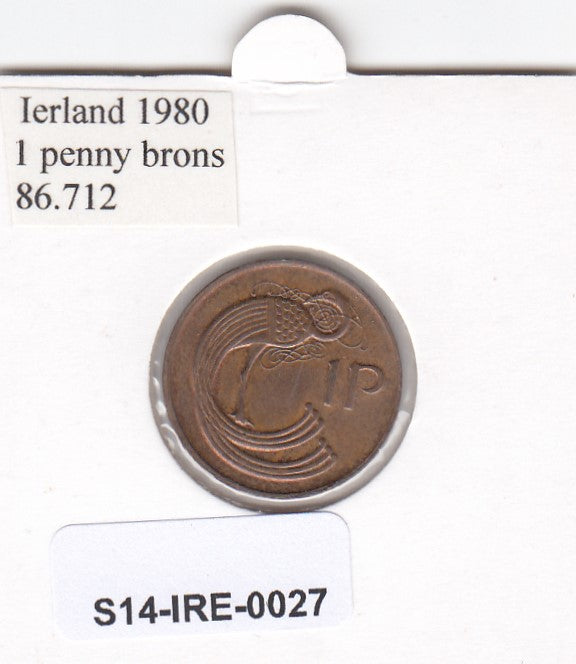 Ierland 1980
1 penny brons
86.712
1P
S14-IRE-0027